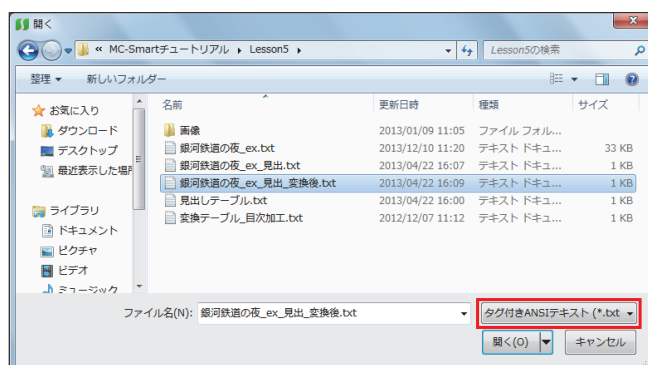 開く
« MC-Smartチュートリアル ▸ Lesson5 ▸
Lesson5の検索
整理 ▼ 新しいフォルダー
お気に入り
ダウンロード
デスクトップ
最近表示した場所
ライブラリ
ドキュメント
ピクチャ
ビデオ
ミュージック
名前 更新日時 種類 サイズ
画像 2013/01/09 11:05 ファイル フォル...
銀河鉄道の夜_ex.txt 2013/12/10 11:20 テキスト ドキュ... 33 KB
銀河鉄道の夜_ex_見出.txt 2013/04/22 16:07 テキスト ドキュ... 1 KB
銀河鉄道の夜_ex_見出_変換後.txt 2013/04/22 16:09 テキスト ドキュ... 1 KB
見出しテーブル.txt 2013/04/22 16:00 テキスト ドキュ... 1 KB
変換テーブル_目次加工.txt 2012/12/07 11:12 テキスト ドキュ... 1 KB
ファイル名(N): 銀河鉄道の夜_ex_見出_変換後.txt
タグ付きANSIテキスト (*.txt
開く(O)
キャンセル